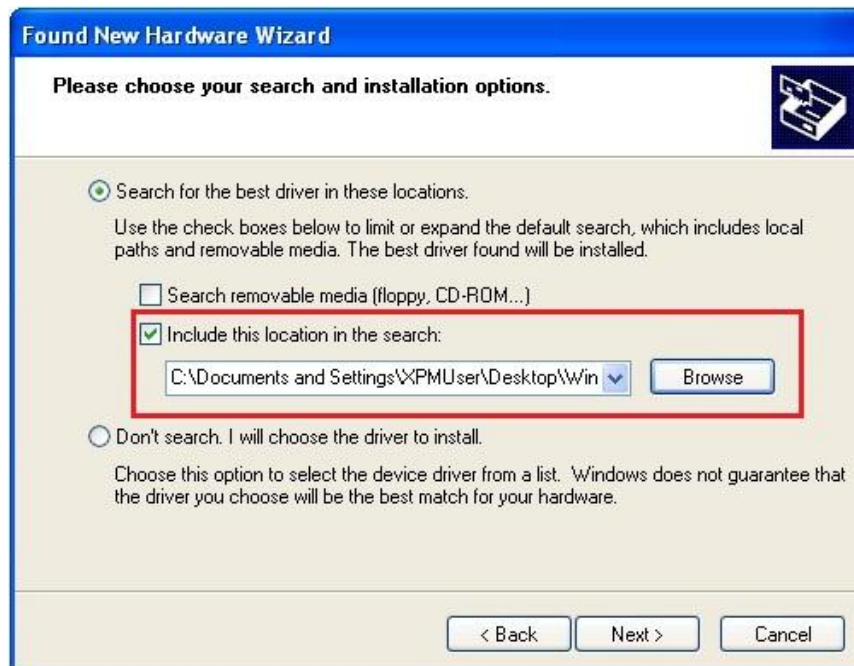 Found New Hardware Wizard
Please choose your search and installation options.
Search for the best driver in these locations.
Use the check boxes below to limit or expand the default search, which includes local
paths and removable media. The best driver found will be installed.
Search removable media (floppy, CD-ROM...)
Include this location in the search:
C:\Documents and Settings\XPMUser\Desktop\Win
Browse
Don't search. I will choose the driver to install.
Choose this option to select the device driver from a list. Windows does not guarantee that
the driver you choose will be the best match for your hardware.
< Back
Next >
Cancel